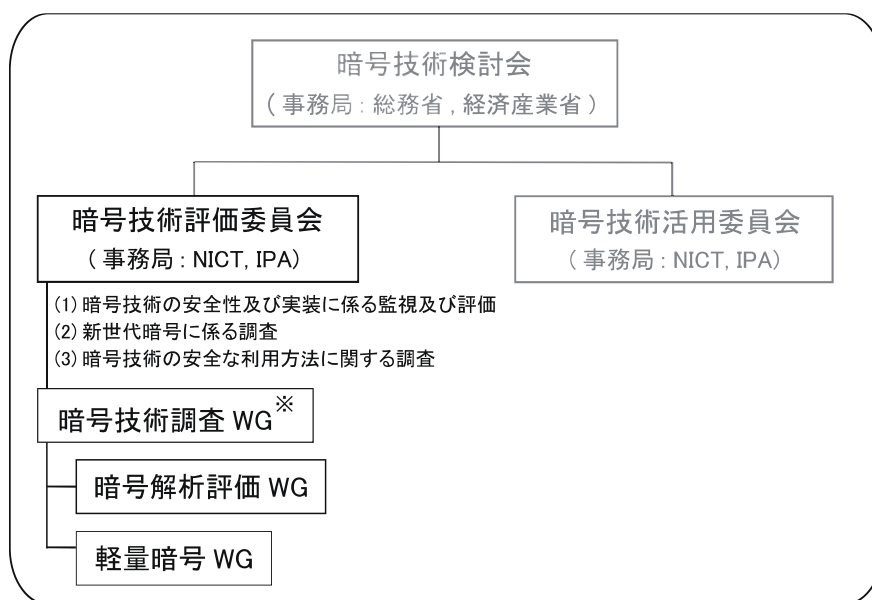 暗号技術検討会
( 事務局 : 総務省 , 経済産業省 )
暗号技術評価委員会
( 事務局 : NICT, IPA)
暗号技術活用委員会
( 事務局 : NICT, IPA)
(1) 暗号技術の安全性及び実装に係る監視及び評価
(2) 新世代暗号に係る調査
(3) 暗号技術の安全な利用方法に関する調査
暗号技術調査 WG※
暗号解析評価 WG
軽量暗号 WG